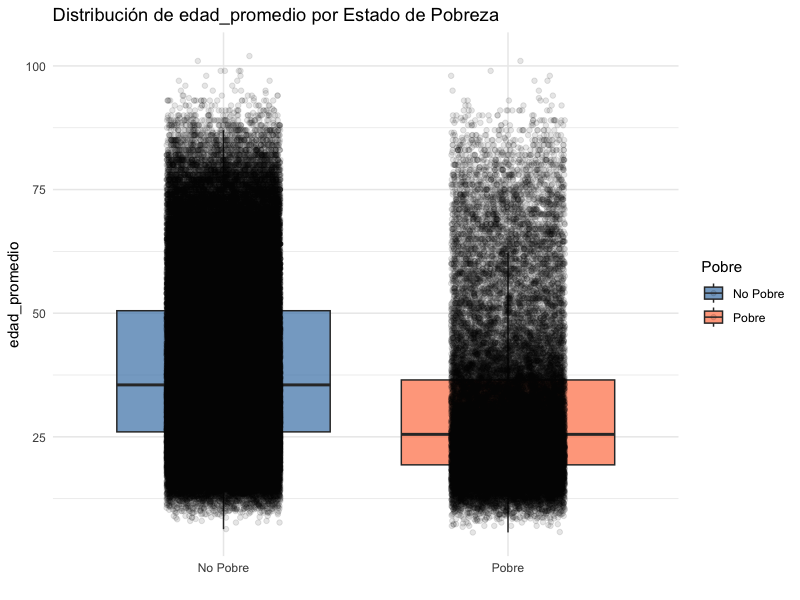 Distribución de edad_promedio por Estado de Pobreza
edad_promedio
100
75
50
25
No Pobre
Pobre
Pobre
No Pobre
Pobre